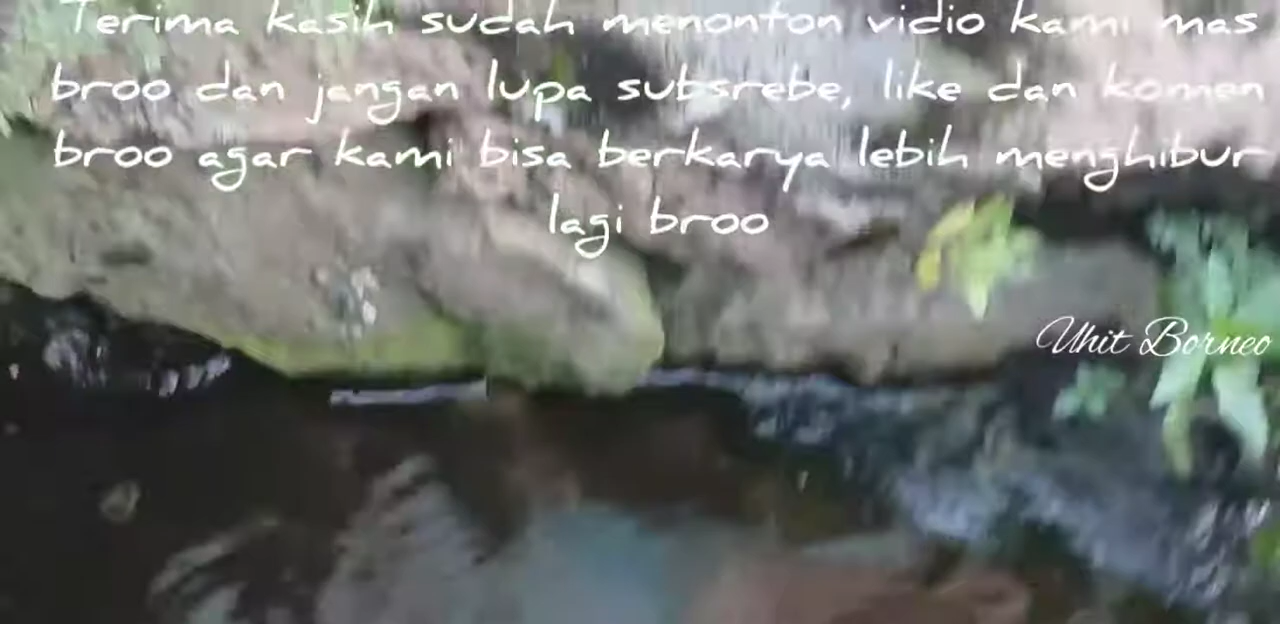 Terima kasih sudah menonton vidio kami mas
broo dan jangan lupa subsrebe, like dan komen
broo agar kami bisa berkarya lebih menghibur
lagi broo
Uhit Borneo